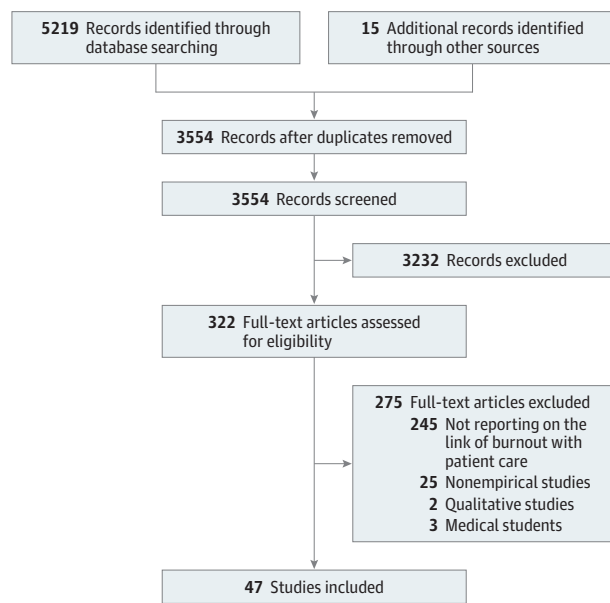 5219 Records identified through
database searching
15 Additional records identified
through other sources
3554 Records after duplicates removed
3554 Records screened
3232 Records excluded
322 Full-text articles assessed
for eligibility
275 Full-text articles excluded
245 Not reporting on the
link of burnout with
patient care
25 Nonempirical studies
2 Qualitative studies
3 Medical students
47 Studies included